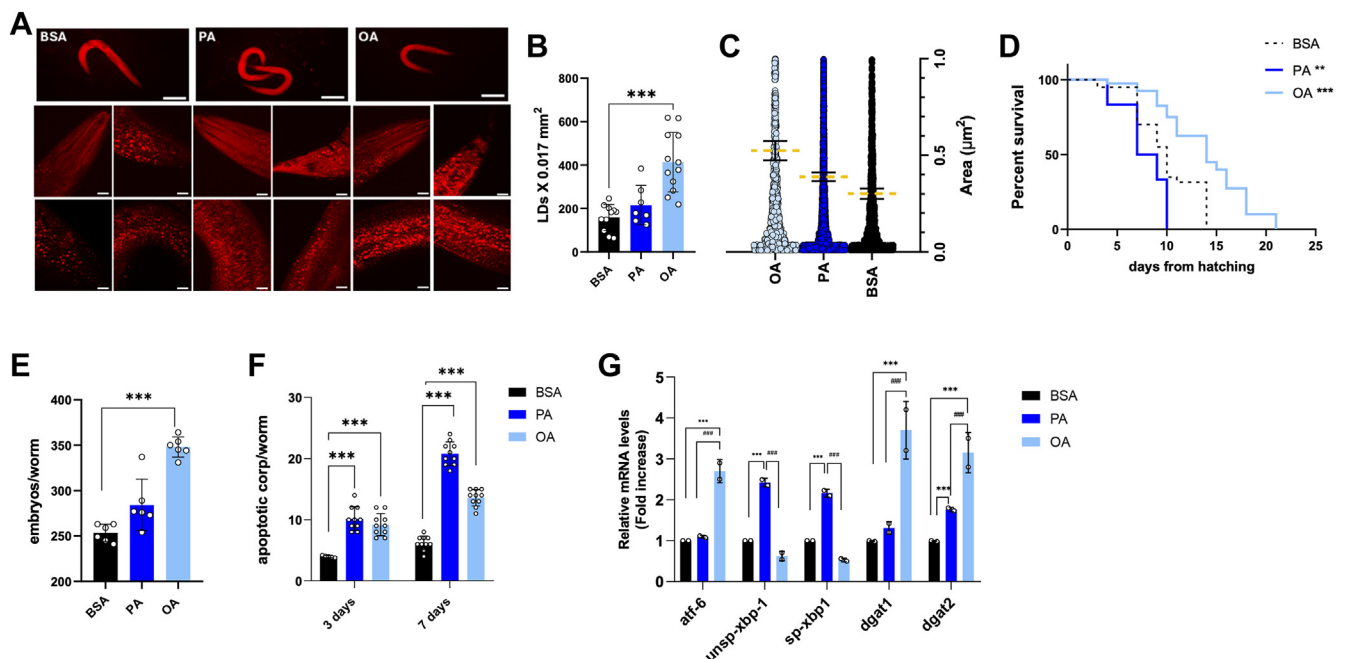 A
BSA
PA
OA
B
LDs X 0.017 mm²
800
600
400
200
0
***
BSA
PA
OA
C
1.0
0.5
0.0
Area (μm²)
OA
PA
BSA
D
BSA
PA **
OA ***
Percent survival
100
50
0
0
5
10
15
20
25
days from hatching
E
embryos/worm
400
350
300
250
200
***
BSA
PA
OA
F
apoptotic corp/worm
30
20
10
0
***
***
***
***
3 days
7 days
BSA
PA
OA
G
Relative mRNA levels
(Fold increase)
5
4
3
2
1
0
***
###
***
###
***
###
***
###
***
###
***
atf-6
unsp-xbp-1
sp-xbp1
dgat1
dgat2
BSA
PA
OA